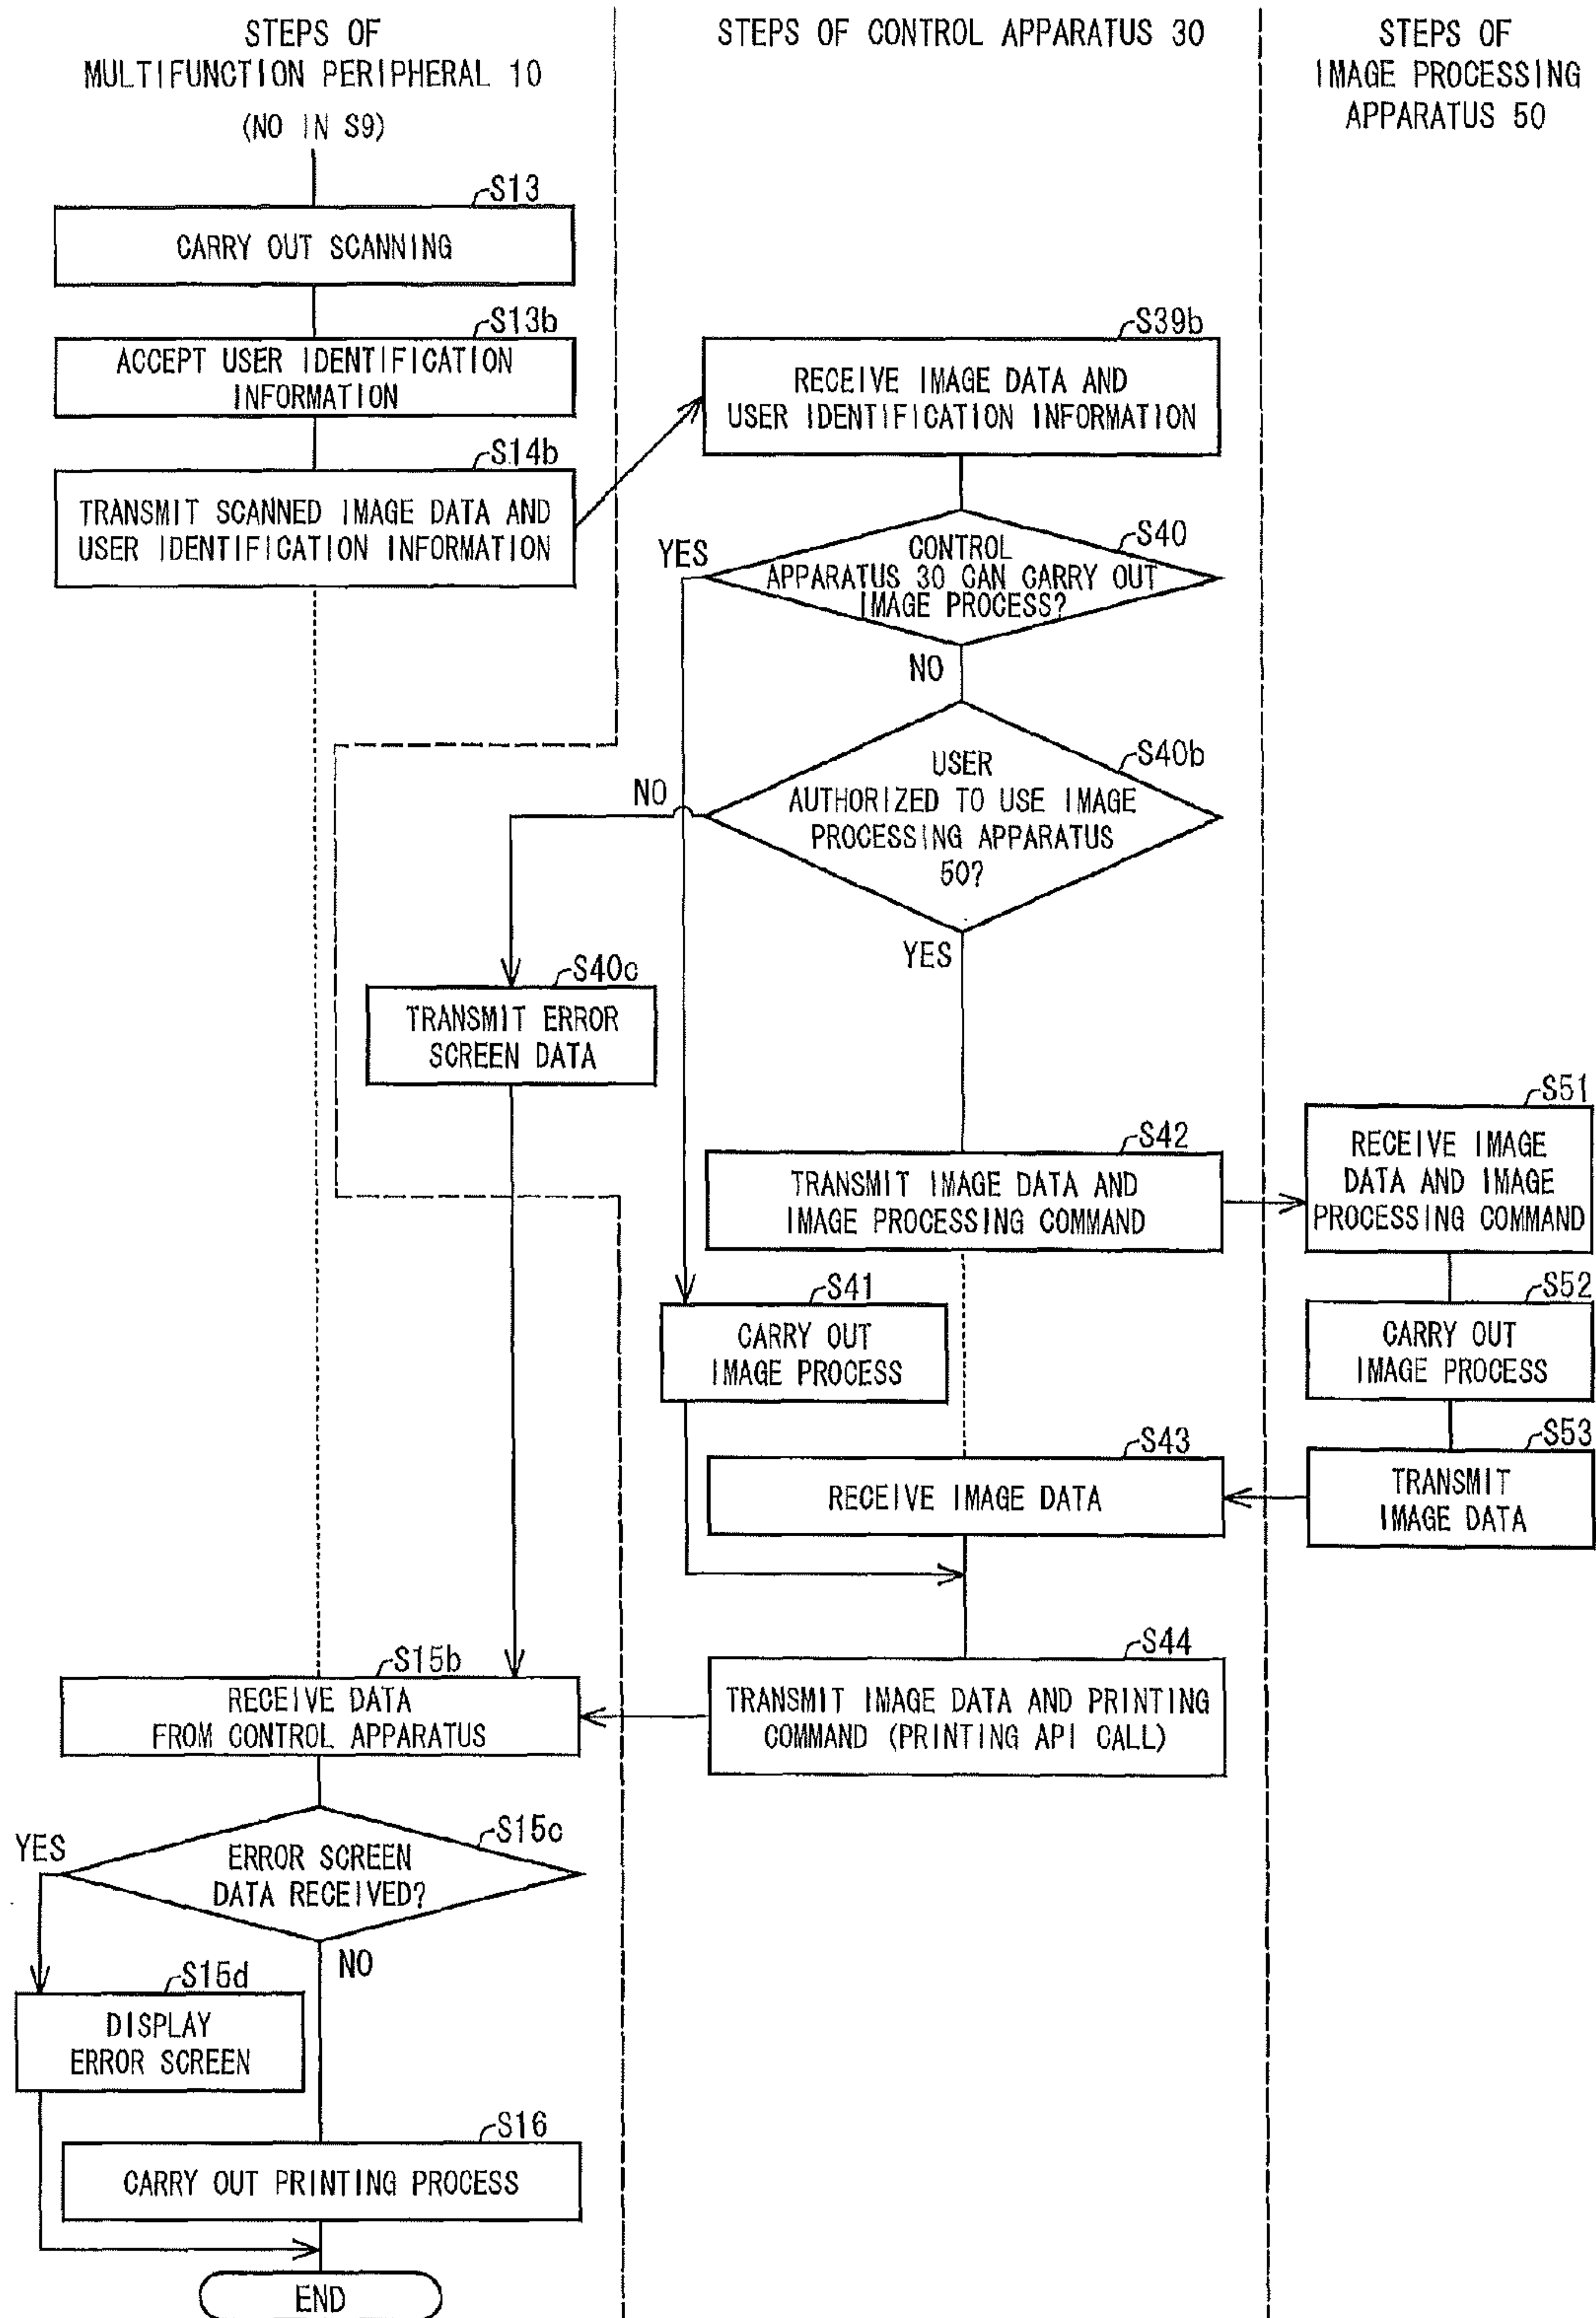 STEPS OF
MULTIFUNCTION PERIPHERAL 10
(NO IN S9)
STEPS OF CONTROL APPARATUS 30
STEPS OF
IMAGE PROCESSING
APPARATUS 50
S13
CARRY OUT SCANNING
S13b
ACCEPT USER IDENTIFICATION
INFORMATION
S14b
TRANSMIT SCANNED IMAGE DATA AND
USER IDENTIFICATION INFORMATION
S39b
RECEIVE IMAGE DATA AND
USER IDENTIFICATION INFORMATION
S40
YES
CONTROL
APPARATUS 30 CAN CARRY OUT
IMAGE PROCESS?
NO
S40b
NO
USER
AUTHORIZED TO USE IMAGE
PROCESSING APPARATUS
50?
YES
S40c
TRANSMIT ERROR
SCREEN DATA
S42
TRANSMIT IMAGE DATA AND
IMAGE PROCESSING COMMAND
S51
RECEIVE IMAGE
DATA AND IMAGE
PROCESSING COMMAND
S41
CARRY OUT
IMAGE PROCESS
S52
CARRY OUT
IMAGE PROCESS
S43
RECEIVE IMAGE DATA
S53
TRANSMIT
IMAGE DATA
S15b
RECEIVE DATA
FROM CONTROL APPARATUS
S44
TRANSMIT IMAGE DATA AND PRINTING
COMMAND (PRINTING API CALL)
S15c
YES
ERROR SCREEN
DATA RECEIVED?
NO
S15d
DISPLAY
ERROR SCREEN
S16
CARRY OUT PRINTING PROCESS
END